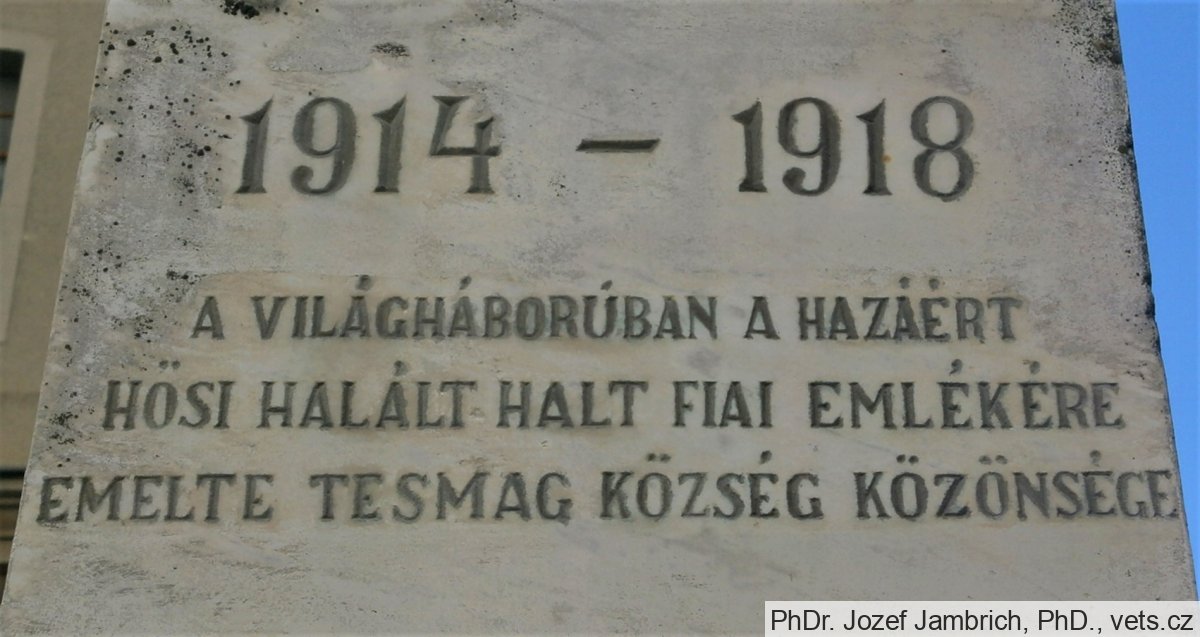 1914 – 1918
A VILÁGHÁBORÚBAN A HAZÁÉRT
HŐSI HALÁLT HALT FIAI EMLÉKÉRE
EMELTE TESMAG KÖZSÉG KÖZÖNSÉGE
PhDr. Jozef Jambrich, PhD., vets.cz